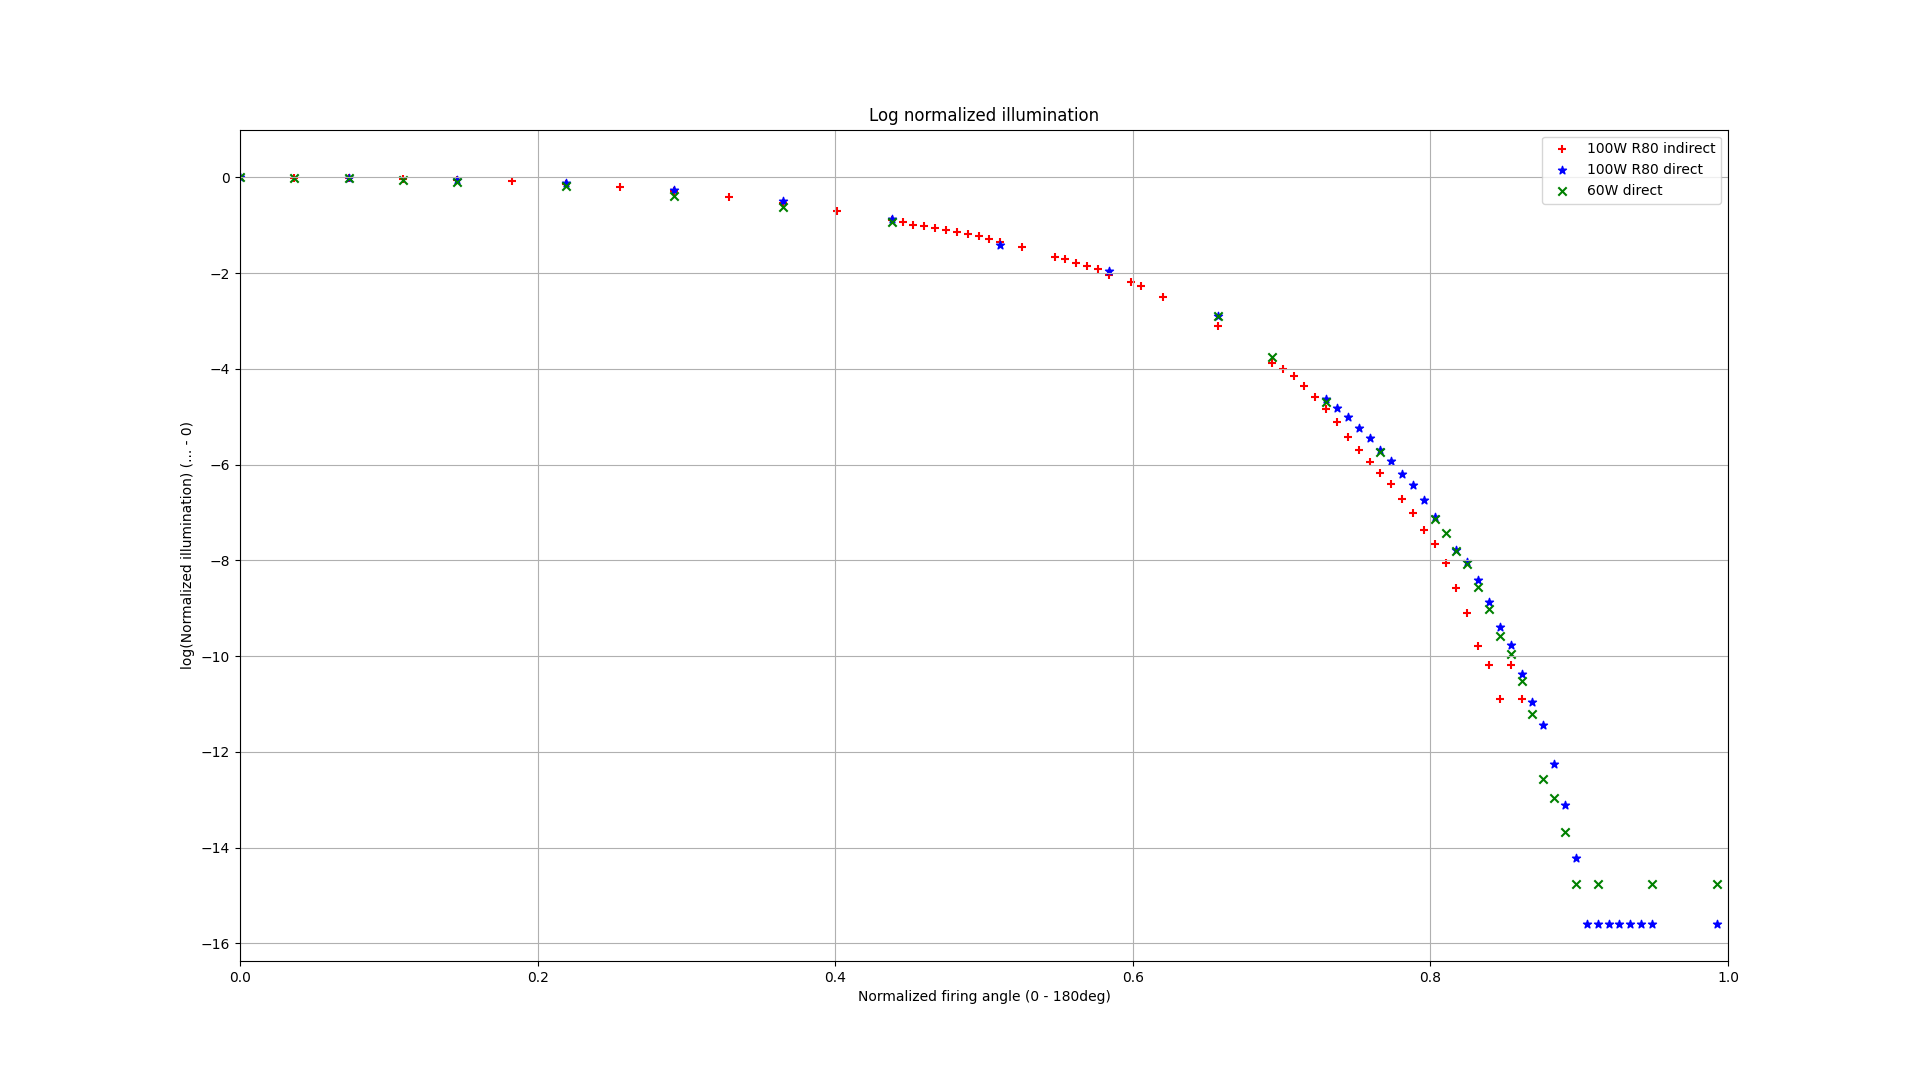 Log normalized illumination
100W R80 indirect
100W R80 direct
60W direct
0
−2
−4
−6
−8
−10
−12
−14
−16
log(Normalized illumination) (... - 0)
0.0 0.2 0.4 0.6 0.8 1.0
Normalized firing angle (0 - 180deg)